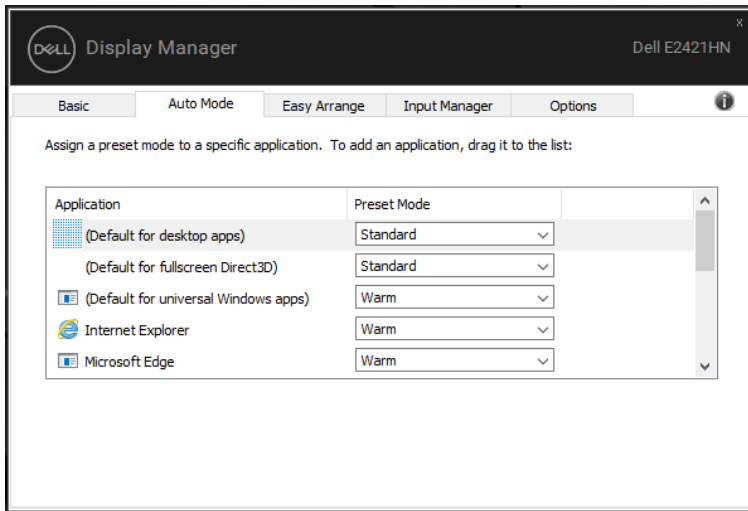 DELL Display Manager
x
Dell E2421HN
Basic Auto Mode Easy Arrange Input Manager Options i
Assign a preset mode to a specific application. To add an application, drag it to the list:
Application Preset Mode
(Default for desktop apps) Standard
(Default for fullscreen Direct3D) Standard
(Default for universal Windows apps) Warm
Internet Explorer Warm
Microsoft Edge Warm